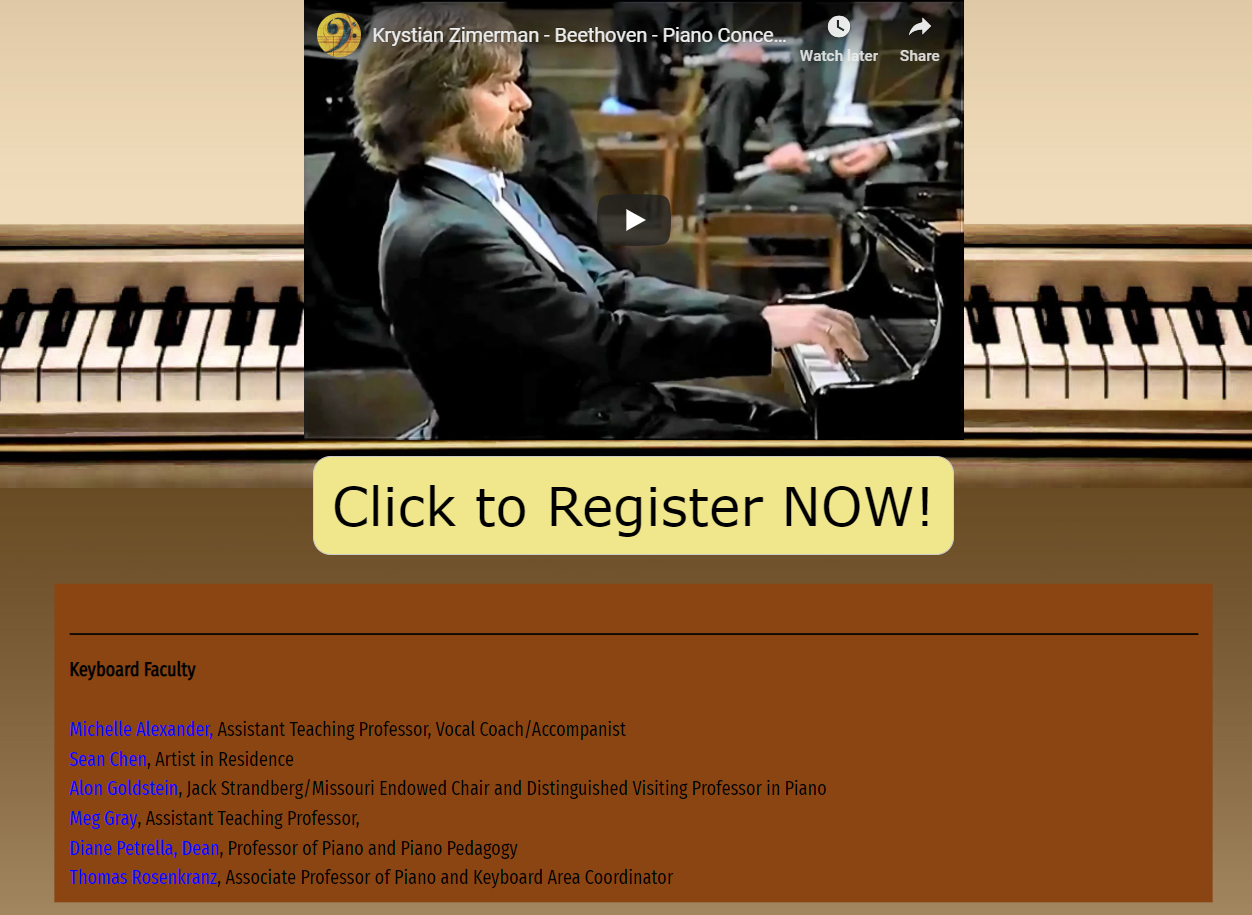 Krystian Zimerman - Beethoven - Piano Conce...
Watch later
Share
Click to Register NOW!
Keyboard Faculty
Michelle Alexander, Assistant Teaching Professor, Vocal Coach/Accompanist
Sean Chen, Artist in Residence
Alon Goldstein, Jack Strandberg/Missouri Endowed Chair and Distinguished Visiting Professor in Piano
Meg Gray, Assistant Teaching Professor,
Diane Petrella, Dean, Professor of Piano and Piano Pedagogy
Thomas Rosenkranz, Associate Professor of Piano and Keyboard Area Coordinator